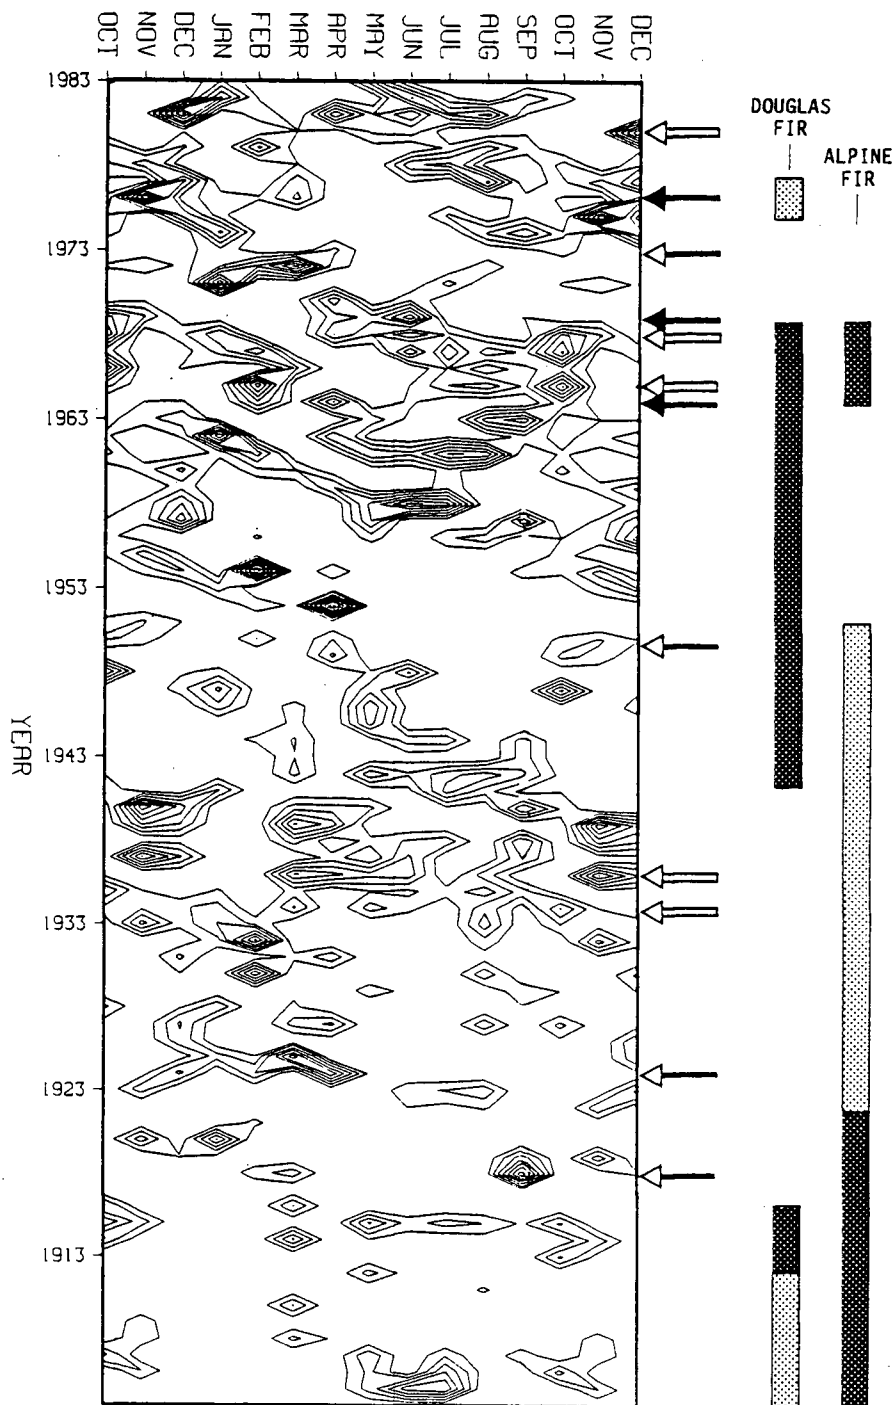 OCT NOV DEC JAN FEB MAR APR MAY JUN JUL AUG SEP OCT NOV DEC
1983
1973
1963
1953
1943
1933
1923
1913
YEAR
DOUGLAS
FIR
ALPINE
FIR